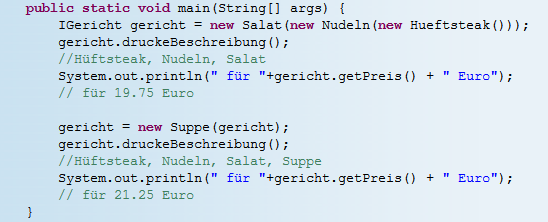 public static void main(String[] args) {
IGericht gericht = new Salat(new Nudeln(new Hueftsteak()));
gericht.druckeBeschreibung();
//Hüftsteak, Nudeln, Salat
System.out.println(" für "+gericht.getPreis() + " Euro");
// für 19.75 Euro
gericht = new Suppe(gericht);
gericht.druckeBeschreibung();
//Hüftsteak, Nudeln, Salat, Suppe
System.out.println(" für "+gericht.getPreis() + " Euro");
// für 21.25 Euro
}